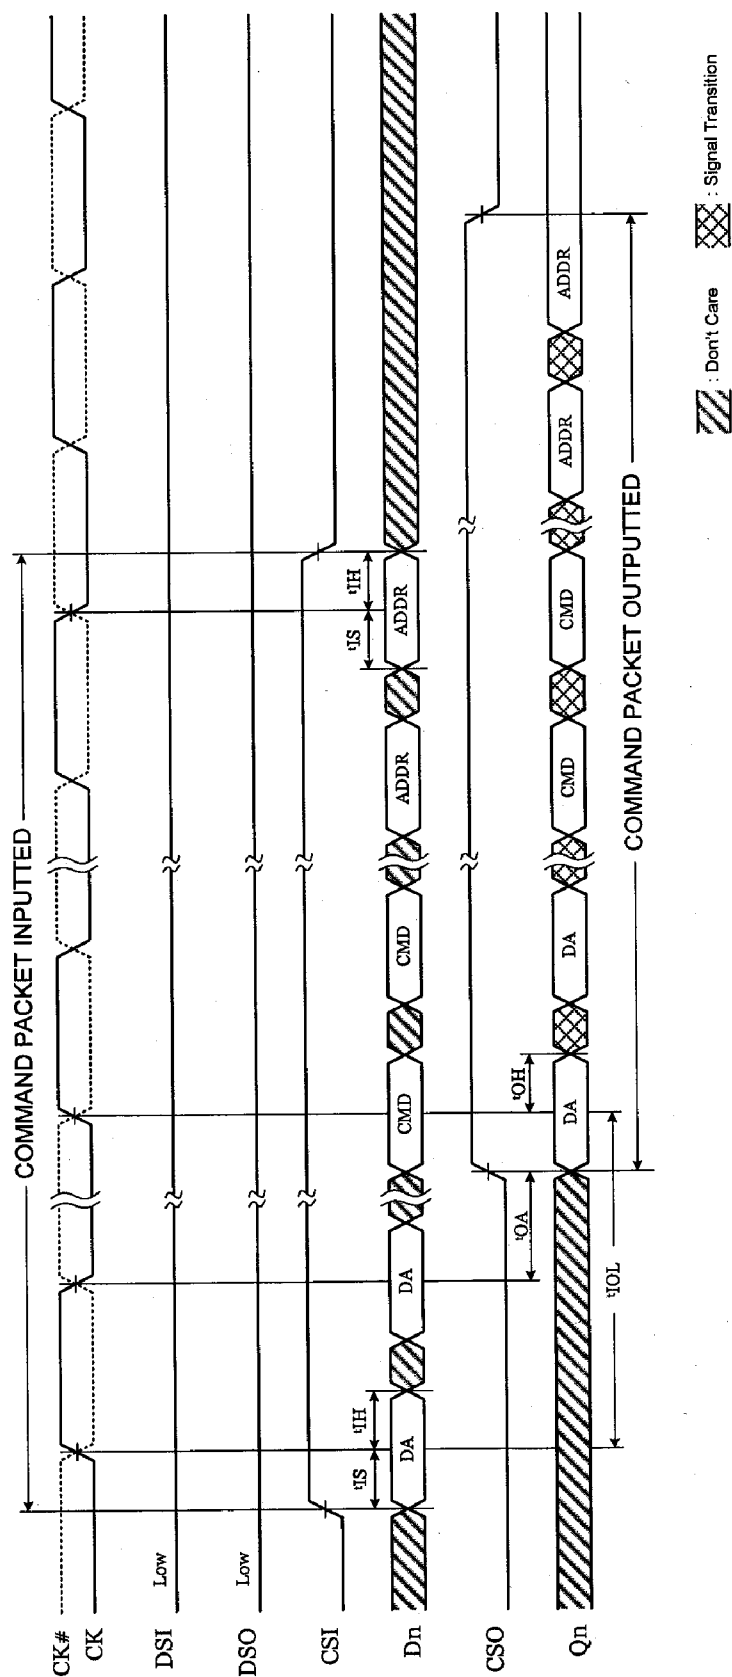 COMMAND PACKET INPUTTED
CK#
CK
DSI
Low
DSO
Low
CSI
tIS
tIH
tIS
tIH
Dn
DA
DA
CMD
CMD
ADDR
ADDR
CSO
tOA
tOH
Qn
DA
DA
CMD
CMD
ADDR
ADDR
tIOL
COMMAND PACKET OUTPUTTED
: Don't Care
: Signal Transition